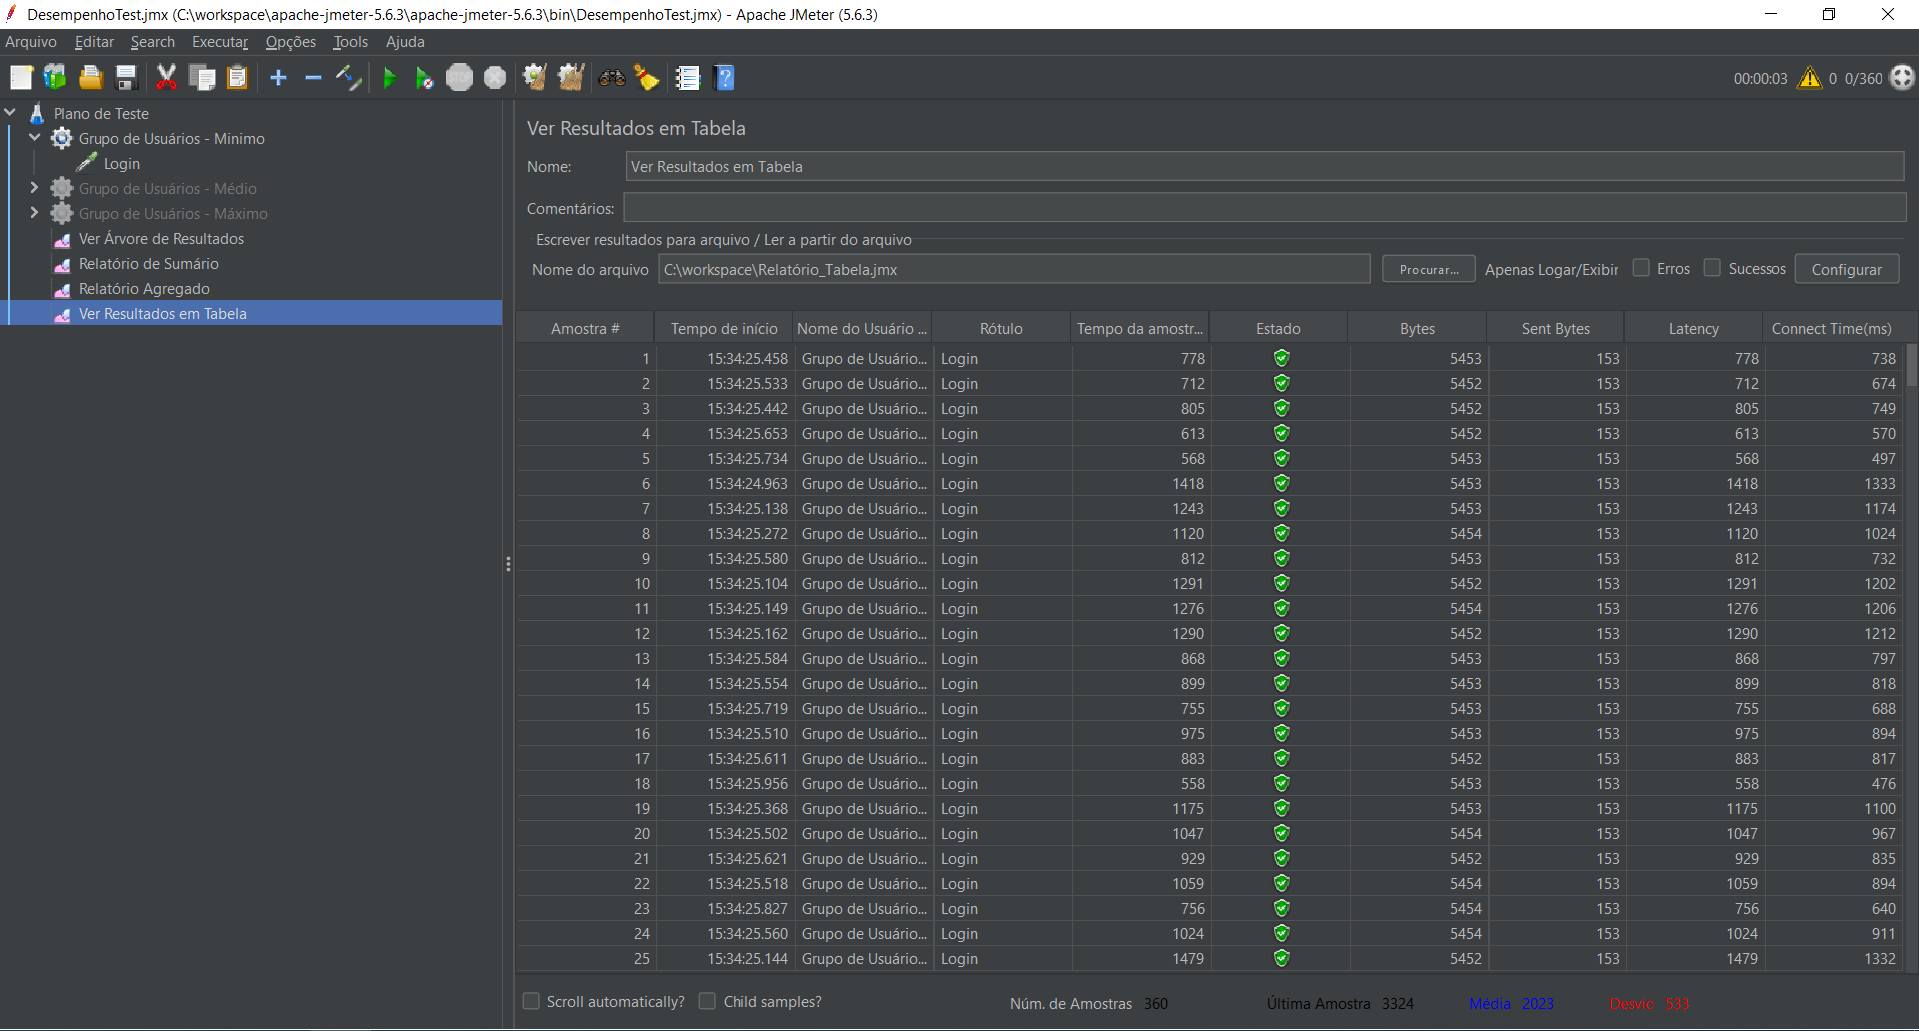 DesempenhoTest.jmx (C:\workspace\apache-jmeter-5.6.3\apache-jmeter-5.6.3\bin\DesempenhoTest.jmx) - Apache JMeter (5.6.3)
Arquivo Editar Search Executar Opções Tools Ajuda
STOP 00:00:03 0 0/360
Plano de Teste
Grupo de Usuários - Minimo
Login
Grupo de Usuários - Médio
Grupo de Usuários - Máximo
Ver Árvore de Resultados
Relatório de Sumário
Relatório Agregado
Ver Resultados em Tabela
Ver Resultados em Tabela
Nome: Ver Resultados em Tabela
Comentários:
Escrever resultados para arquivo / Ler a partir do arquivo
Nome do arquivo C:\workspace\Relatório_Tabela.jmx Procurar... Apenas Logar/Exibir Erros Sucessos Configurar
Amostra # Tempo de início Nome do Usuário ... Rótulo Tempo da amostr... Estado Bytes Sent Bytes Latency Connect Time(ms)
1 15:34:25.458 Grupo de Usuário... Login 778 5453 153 778 738
2 15:34:25.533 Grupo de Usuário... Login 712 5452 153 712 674
3 15:34:25.442 Grupo de Usuário... Login 805 5452 153 805 749
4 15:34:25.653 Grupo de Usuário... Login 613 5452 153 613 570
5 15:34:25.734 Grupo de Usuário... Login 568 5453 153 568 497
6 15:34:24.963 Grupo de Usuário... Login 1418 5453 153 1418 1333
7 15:34:25.138 Grupo de Usuário... Login 1243 5453 153 1243 1174
8 15:34:25.272 Grupo de Usuário... Login 1120 5454 153 1120 1024
9 15:34:25.580 Grupo de Usuário... Login 812 5453 153 812 732
10 15:34:25.104 Grupo de Usuário... Login 1291 5452 153 1291 1202
11 15:34:25.149 Grupo de Usuário... Login 1276 5454 153 1276 1206
12 15:34:25.162 Grupo de Usuário... Login 1290 5452 153 1290 1212
13 15:34:25.584 Grupo de Usuário... Login 868 5453 153 868 797
14 15:34:25.554 Grupo de Usuário... Login 899 5453 153 899 818
15 15:34:25.719 Grupo de Usuário... Login 755 5453 153 755 688
16 15:34:25.510 Grupo de Usuário... Login 975 5453 153 975 894
17 15:34:25.611 Grupo de Usuário... Login 883 5452 153 883 817
18 15:34:25.956 Grupo de Usuário... Login 558 5453 153 558 476
19 15:34:25.368 Grupo de Usuário... Login 1175 5453 153 1175 1100
20 15:34:25.502 Grupo de Usuário... Login 1047 5454 153 1047 967
21 15:34:25.621 Grupo de Usuário... Login 929 5452 153 929 835
22 15:34:25.518 Grupo de Usuário... Login 1059 5454 153 1059 894
23 15:34:25.827 Grupo de Usuário... Login 756 5454 153 756 640
24 15:34:25.560 Grupo de Usuário... Login 1024 5454 153 1024 911
25 15:34:25.144 Grupo de Usuário... Login 1479 5452 153 1479 1332
Scroll automatically? Child samples? Núm. de Amostras 360 Última Amostra 3324 Média 2023 Desvio 533